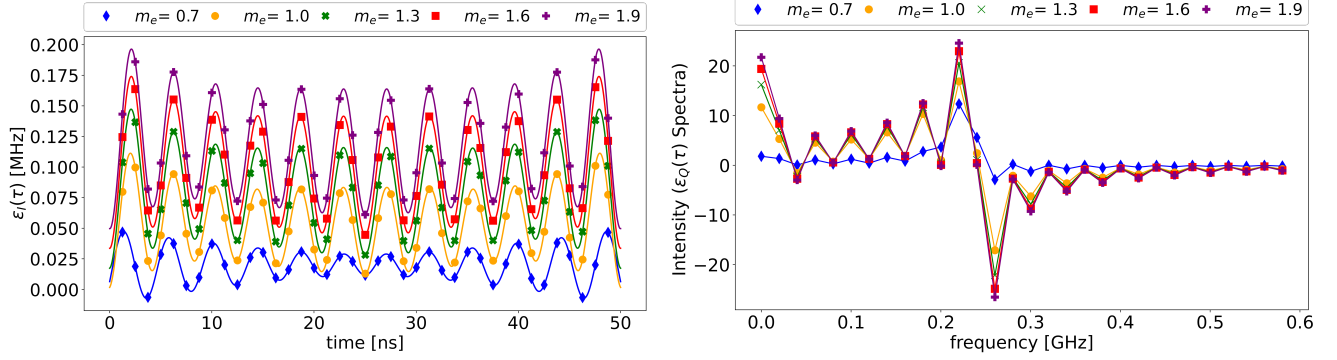 mₑ= 0.7 mₑ= 1.0 mₑ= 1.3 mₑ= 1.6 mₑ= 1.9
0.200
0.175
0.150
0.125
0.100
0.075
0.050
0.025
0.000
εI(τ) [MHz]
0 10 20 30 40 50
time [ns]
mₑ= 0.7 mₑ= 1.0 mₑ= 1.3 mₑ= 1.6 mₑ= 1.9
20
10
0
−10
−20
Intensity (εQ(τ) Spectra)
0.0 0.1 0.2 0.3 0.4 0.5 0.6
frequency [GHz]